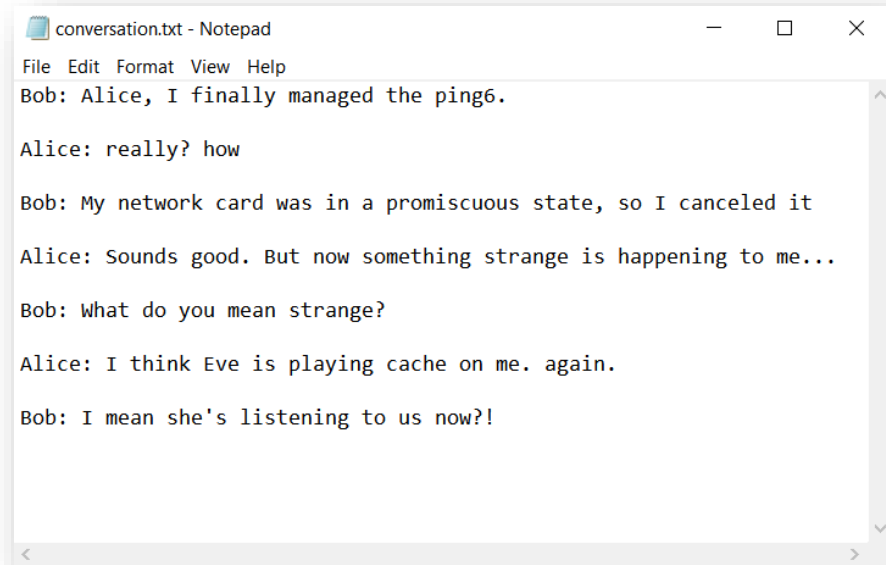 conversation.txt - Notepad
File Edit Format View Help
Bob: Alice, I finally managed the ping6.
Alice: really? how
Bob: My network card was in a promiscuous state, so I canceled it
Alice: Sounds good. But now something strange is happening to me...
Bob: What do you mean strange?
Alice: I think Eve is playing cache on me. again.
Bob: I mean she's listening to us now?!